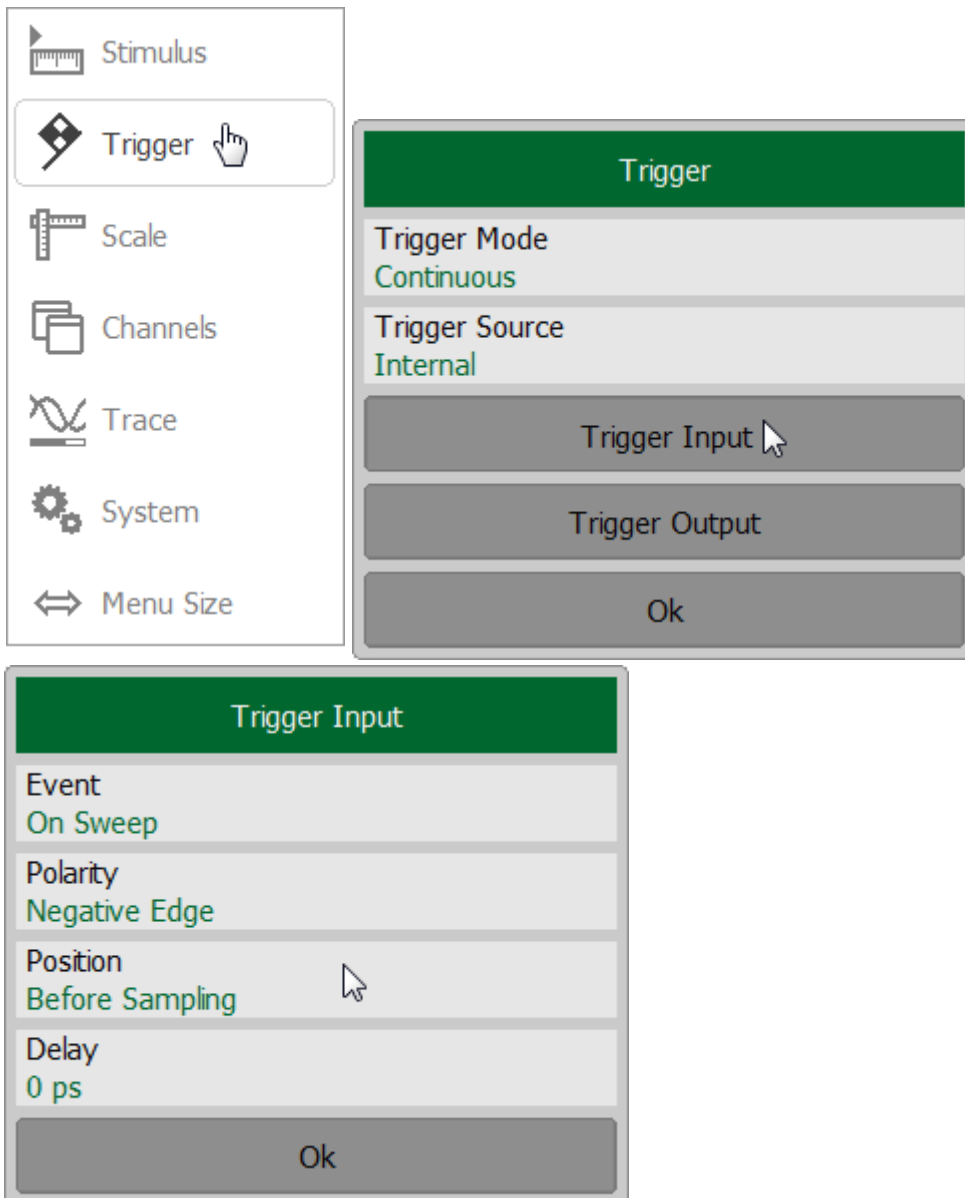 Stimulus
Trigger
Scale
Channels
Trace
System
Menu Size
Trigger
Trigger Mode
Continuous
Trigger Source
Internal
Trigger Input
Trigger Output
Ok
Trigger Input
Event
On Sweep
Polarity
Negative Edge
Position
Before Sampling
Delay
0 ps
Ok